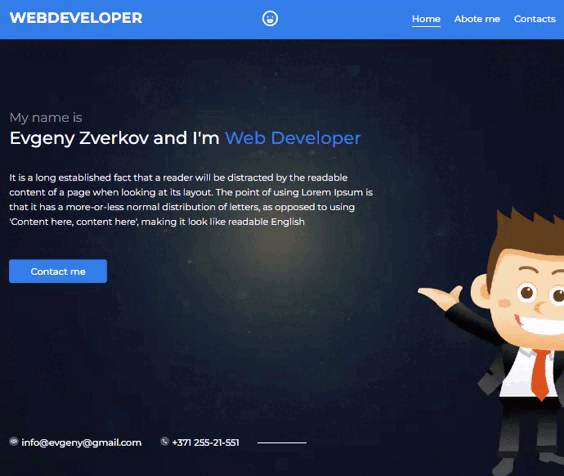 WEBDEVELOPER
Home Abote me Contacts
My name is
Evgeny Zverkov and I'm Web Developer
It is a long established fact that a reader will be distracted by the readable
content of a page when looking at its layout. The point of using Lorem Ipsum is
that it has a more-or-less normal distribution of letters, as opposed to using
'Content here, content here', making it look like readable English
Contact me
info@evgeny@gmail.com +371 255-21-551